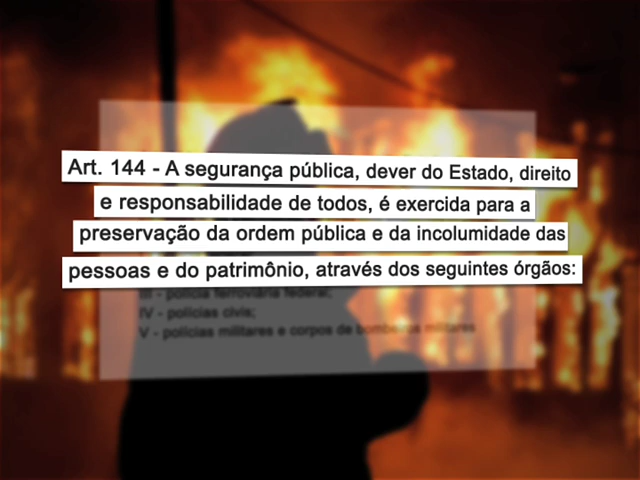 Art. 144 - A segurança pública, dever do Estado, direito
e responsabilidade de todos, é exercida para a
preservação da ordem pública e da incolumidade das
pessoas e do patrimônio, através dos seguintes órgãos:
III - polícia ferroviária federal;
IV - polícias civis;
V - polícias militares e corpos de bombeiros militares